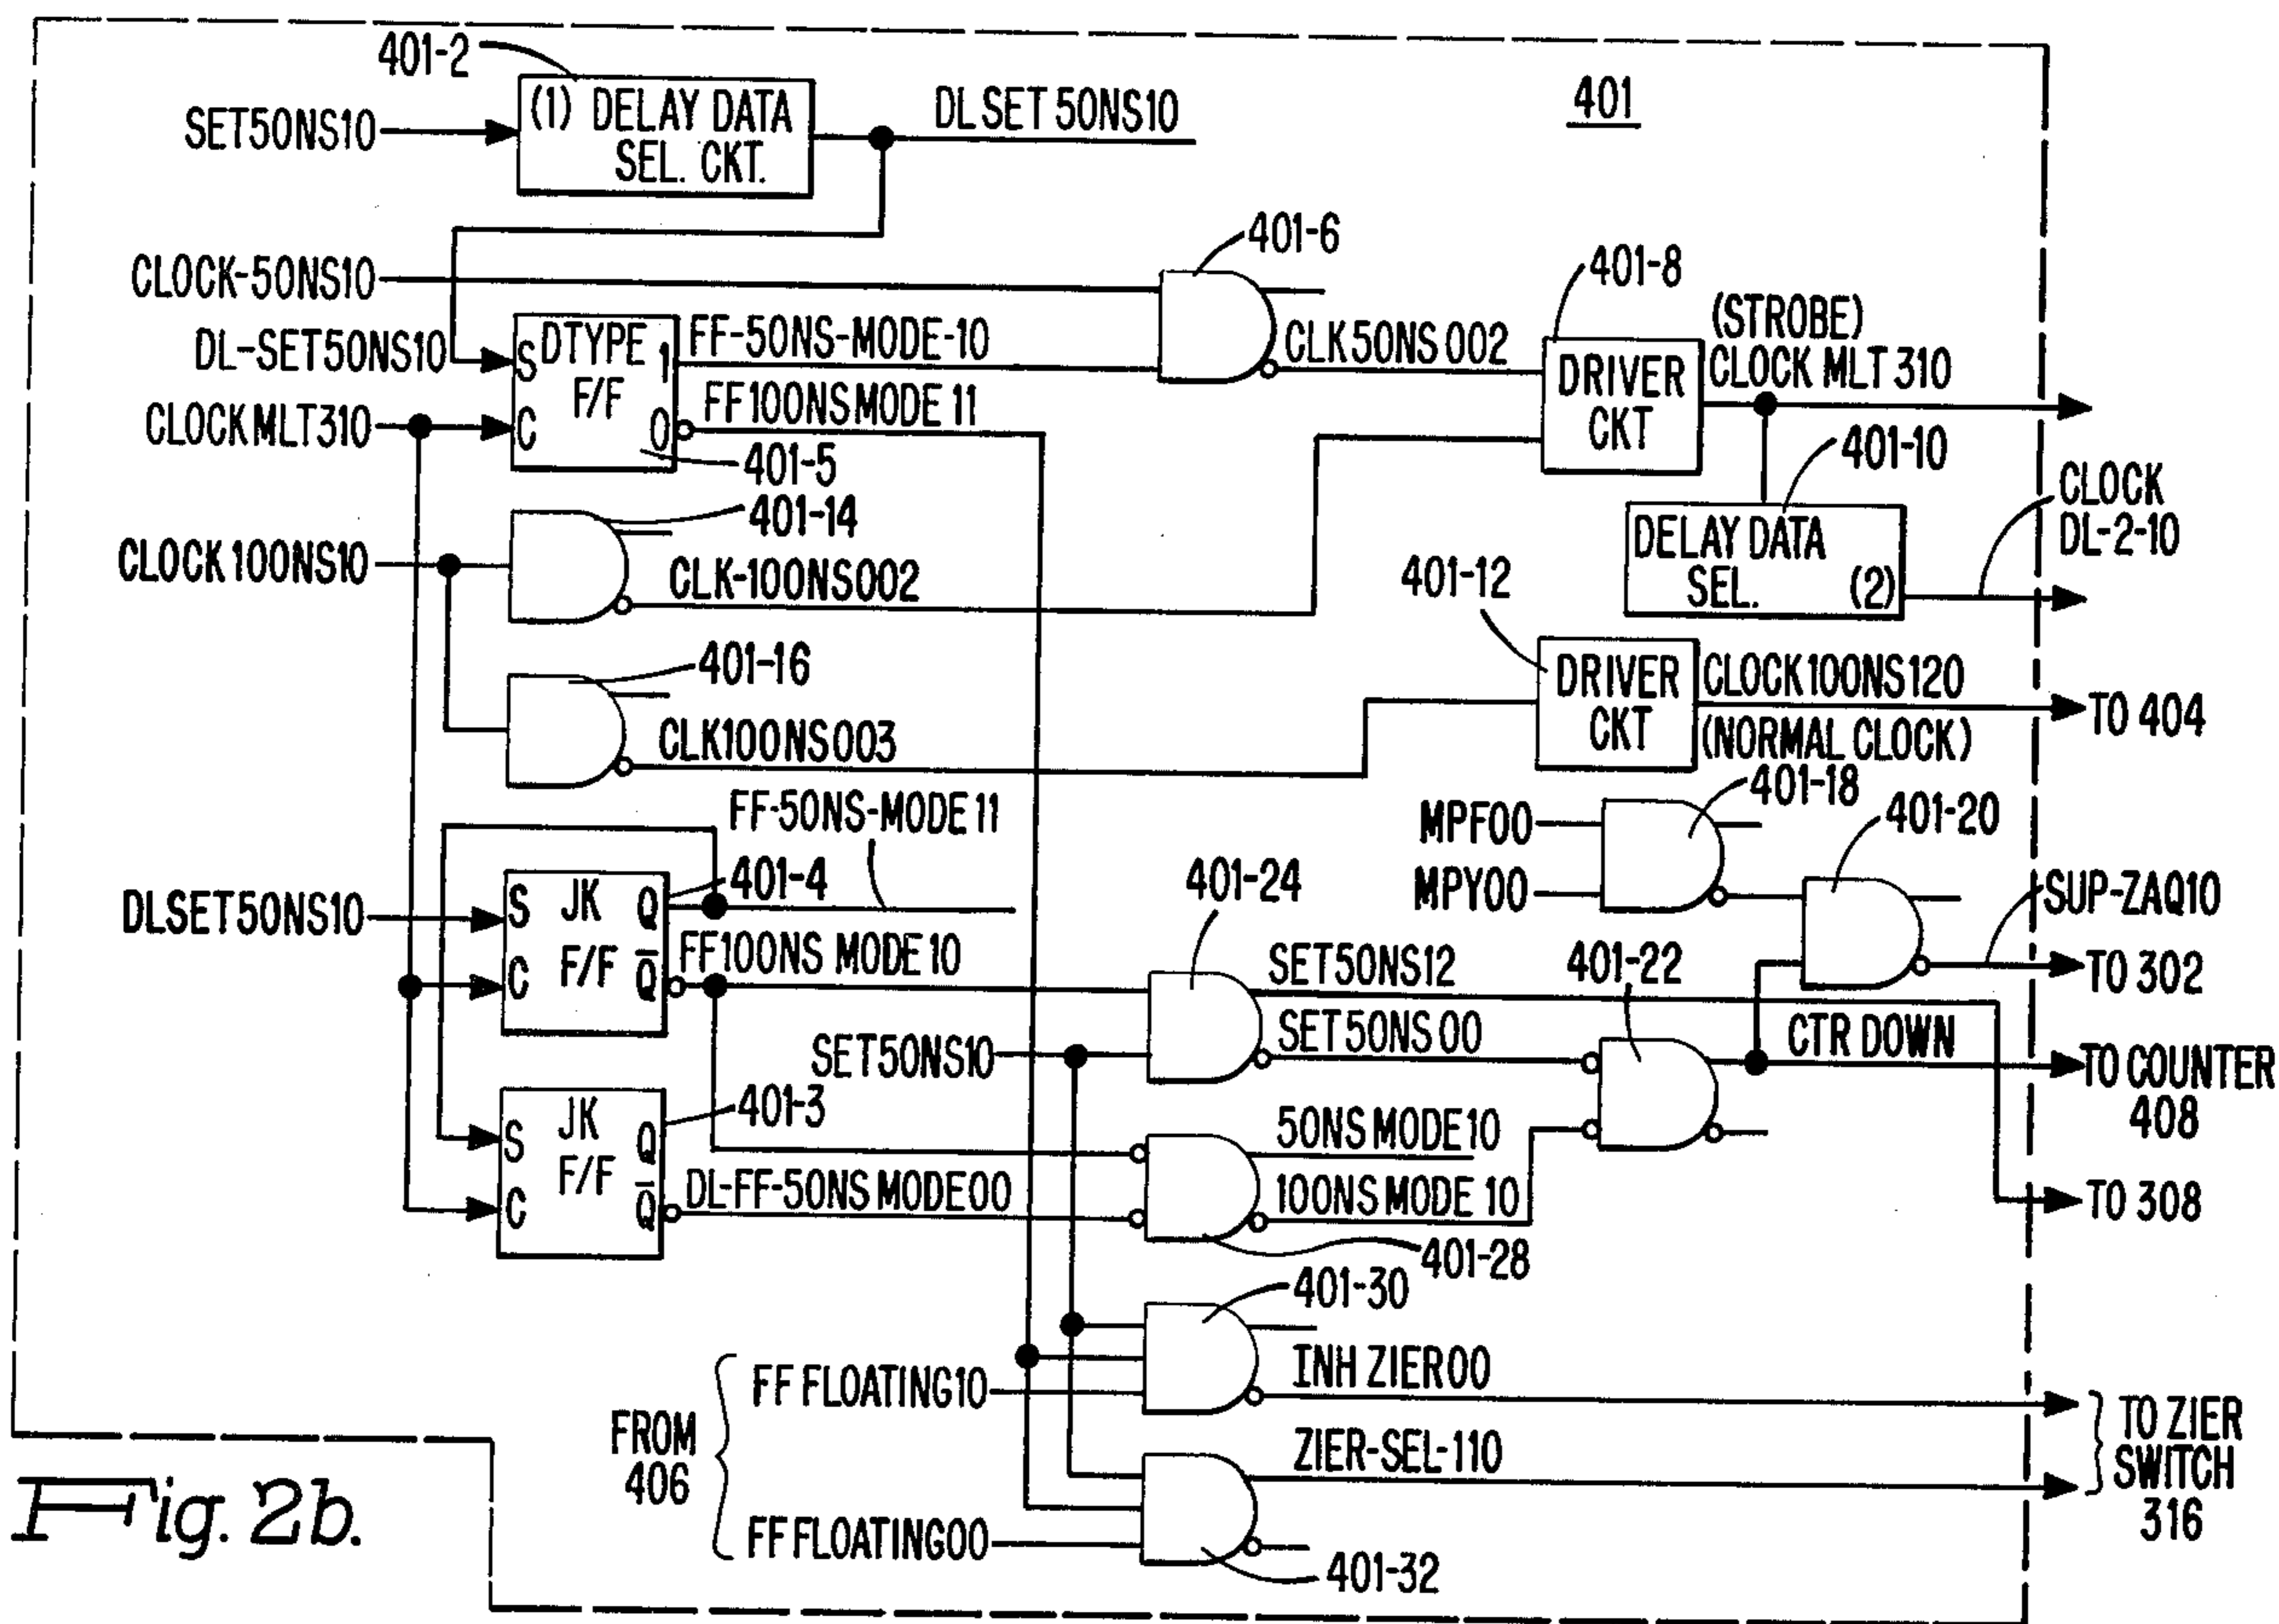 401-2
401
SET50NS10
(1) DELAY DATA
SEL. CKT.
DLSET 50NS10
401-6
CLOCK-50NS10
401-8
DL-SET50NS10
S DTYPE 1
F/F
C 0
FF-50NS-MODE-10
FF100NSMODE 11
CLK50NS 002
DRIVER
CKT
(STROBE)
CLOCK MLT 310
CLOCKMLT310
401-5
401-10
401-14
CLOCK
DL-2-10
CLOCK100NS10
CLK-100NS002
DELAY DATA
SEL. (2)
401-12
401-16
CLK100NS003
DRIVER
CKT
CLOCK100NS120
(NORMAL CLOCK)
TO 404
FF-50NS-MODE 11
MPF00
401-18
401-20
MPY00
401-4
DLSET50NS10
S JK Q
F/F
C Q̅
FF100NS MODE 10
401-24
SUP-ZAQ10
TO 302
SET50NS12
401-22
SET50NS10
SET50NS 00
CTR DOWN
TO COUNTER
408
401-3
S JK Q
F/F
C Q̅
DL-FF-50NS MODE00
50NS MODE10
100NS MODE 10
TO 308
401-28
401-30
FROM
406
FF FLOATING10
INH ZIER00
ZIER-SEL-110
FF FLOATING00
401-32
TO ZIER
SWITCH
316
Fig. 2b.